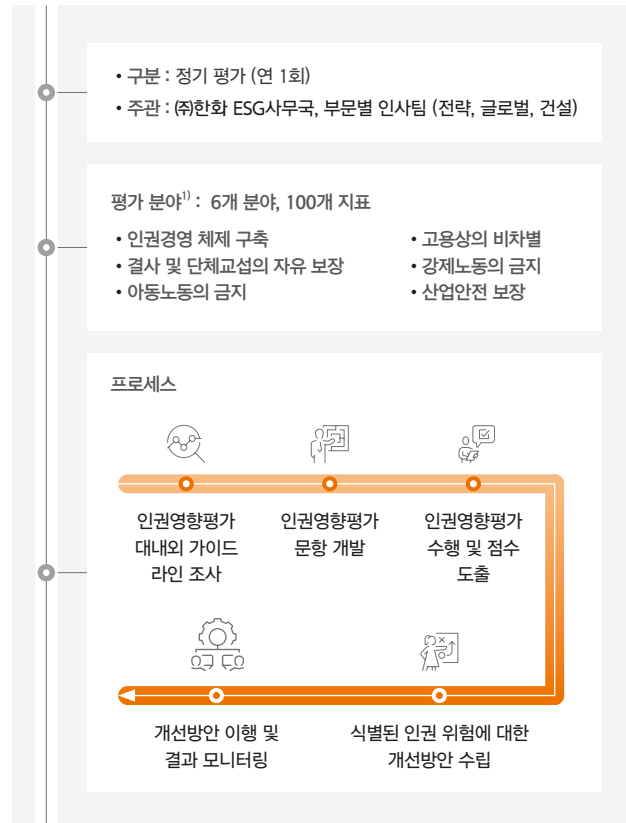 • 구분 : 정기 평가 (연 1회)
• 주관 : ㈜한화 ESG사무국, 부문별 인사팀 (전략, 글로벌, 건설)
평가 분야1) : 6개 분야, 100개 지표
• 인권경영 체제 구축
• 결사 및 단체교섭의 자유 보장
• 아동노동의 금지
• 고용상의 비차별
• 강제노동의 금지
• 산업안전 보장
프로세스
인권영향평가
대내외 가이드
라인 조사
인권영향평가
문항 개발
인권영향평가
수행 및 점수
도출
식별된 인권 위험에 대한
개선방안 수립
개선방안 이행 및
결과 모니터링